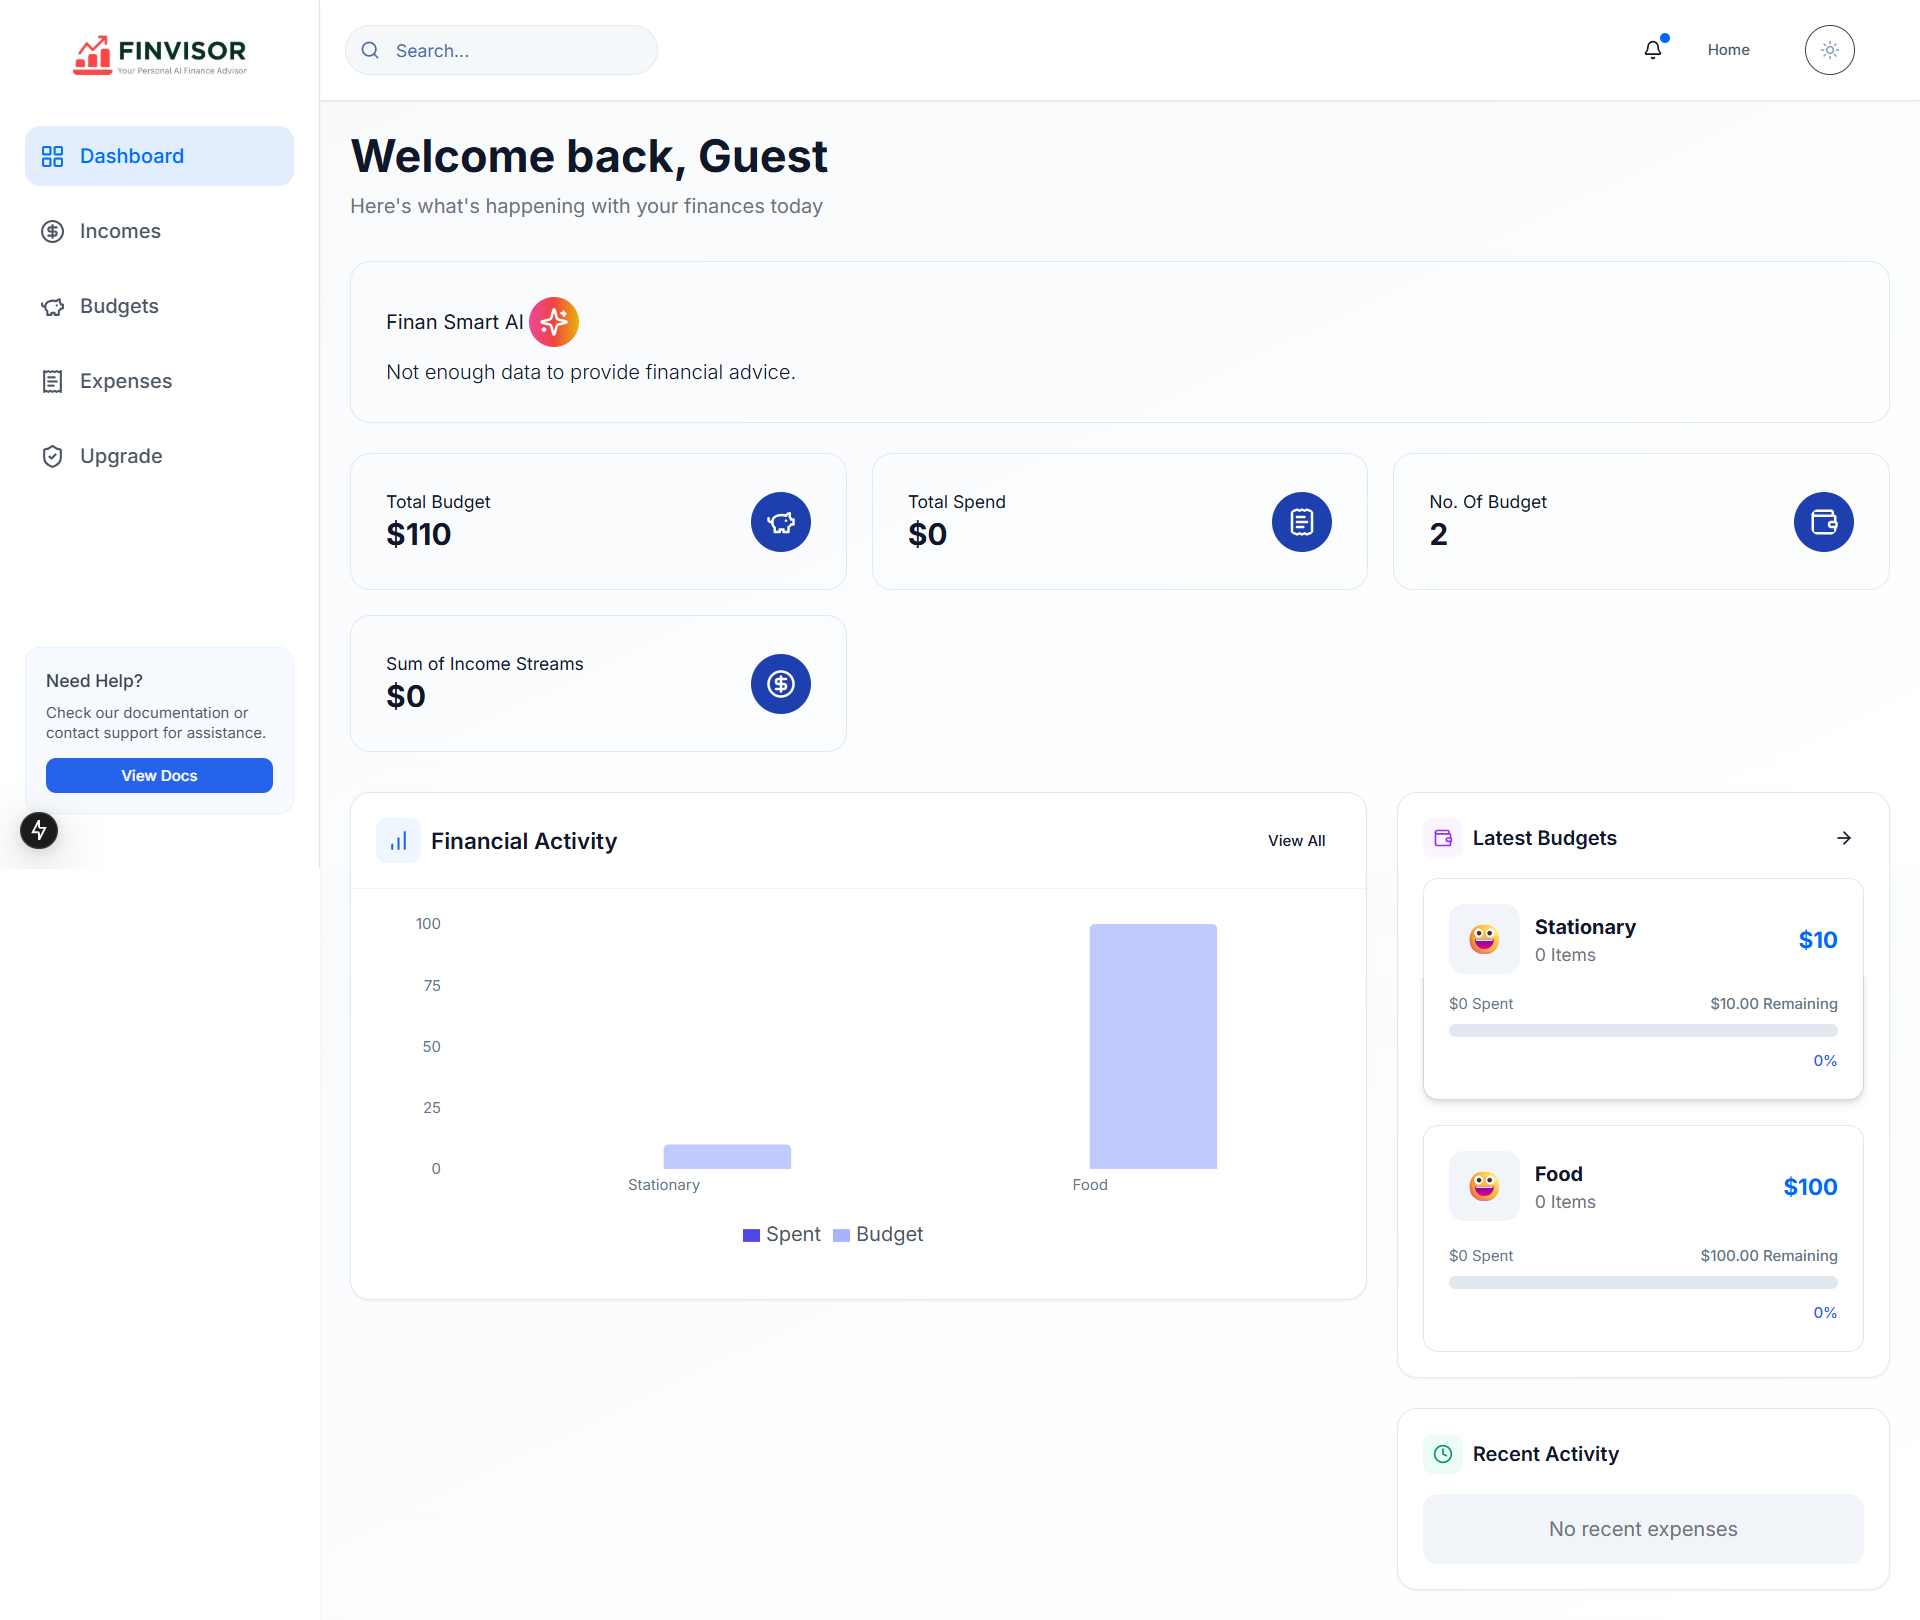 FINVISOR
Your Personal AI Finance Advisor
Dashboard
Incomes
Budgets
Expenses
Upgrade
Need Help?
Check our documentation or
contact support for assistance.
View Docs
Search...
Home
Welcome back, Guest
Here's what's happening with your finances today
Finan Smart AI
Not enough data to provide financial advice.
Total Budget
$110
Total Spend
$0
No. Of Budget
2
Sum of Income Streams
$0
Financial Activity
View All
100
75
50
25
0
Stationary
Food
Spent
Budget
Latest Budgets
Stationary
0 Items
$10
$0 Spent
$10.00 Remaining
0%
Food
0 Items
$100
$0 Spent
$100.00 Remaining
0%
Recent Activity
No recent expenses